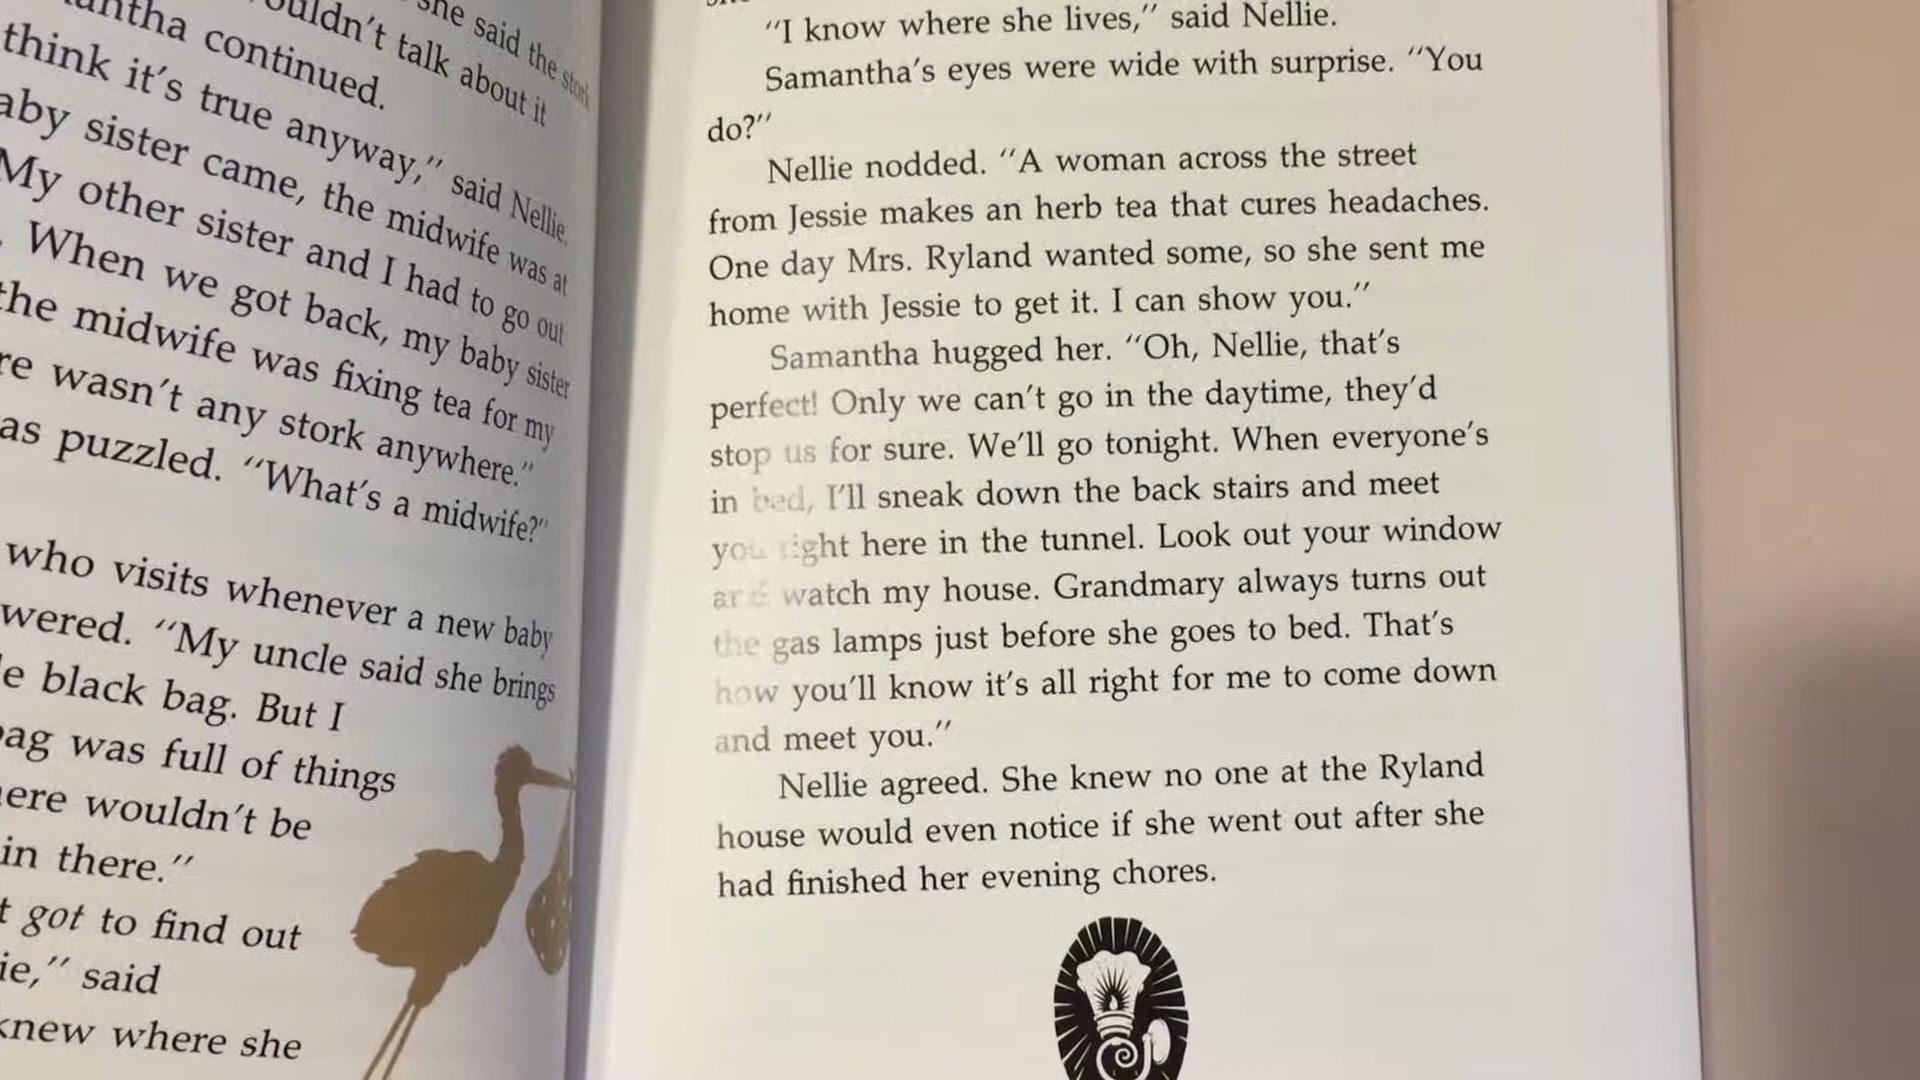 she said the stork
ouldn't talk about it
antha continued.
think it's true anyway," said Nellie.
aby sister came, the midwife was at
My other sister and I had to go out
. When we got back, my baby sister
the midwife was fixing tea for my
re wasn't any stork anywhere."
as puzzled. "What's a midwife?"
who visits whenever a new baby
wered. "My uncle said she brings
le black bag. But I
bag was full of things
here wouldn't be
in there."
t got to find out
ie," said
knew where she
"I know where she lives," said Nellie.
Samantha's eyes were wide with surprise. "You
do?"
Nellie nodded. "A woman across the street
from Jessie makes an herb tea that cures headaches.
One day Mrs. Ryland wanted some, so she sent me
home with Jessie to get it. I can show you."
Samantha hugged her. "Oh, Nellie, that's
perfect! Only we can't go in the daytime, they'd
stop us for sure. We'll go tonight. When everyone's
in bed, I'll sneak down the back stairs and meet
you right here in the tunnel. Look out your window
and watch my house. Grandmary always turns out
the gas lamps just before she goes to bed. That's
how you'll know it's all right for me to come down
and meet you."
Nellie agreed. She knew no one at the Ryland
house would even notice if she went out after she
had finished her evening chores.